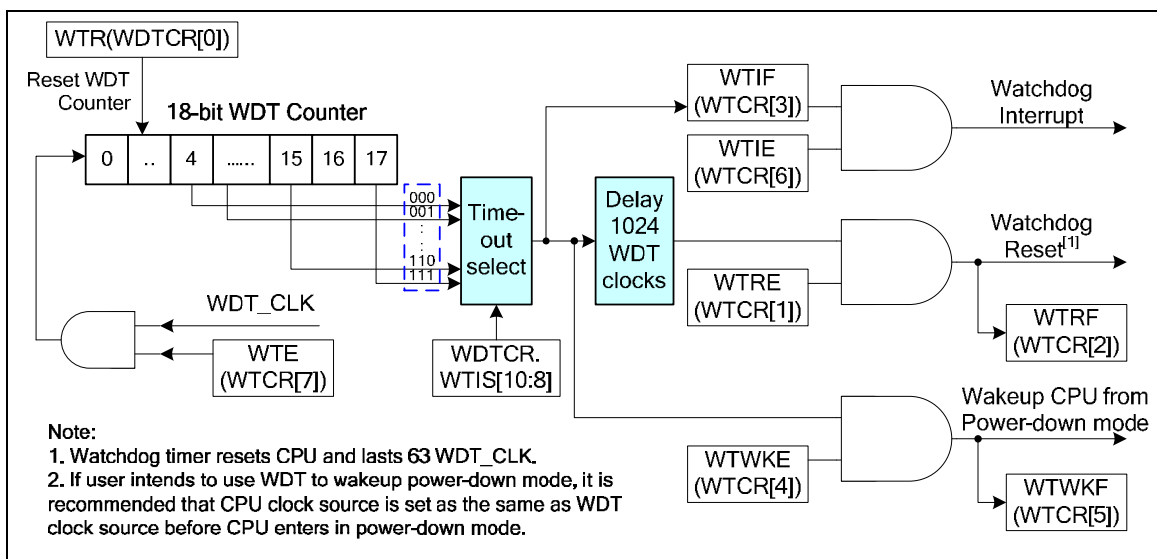 WTR(WDTCR[0])
Reset WDT
Counter
18-bit WDT Counter
0 .. 4 ...... 15 16 17
000
001
110
111
Time-
out
select
WDTCR.
WTIS[10:8]
WDT_CLK
WTE
(WTCR[7])
Delay
1024
WDT
clocks
WTIF
(WTCR[3])
WTIE
(WTCR[6])
Watchdog
Interrupt
WTRE
(WTCR[1])
Watchdog
Reset[1]
WTRF
(WTCR[2])
WTWKE
(WTCR[4])
Wakeup CPU from
Power-down mode
WTWKF
(WTCR[5])
Note:
1. Watchdog timer resets CPU and lasts 63 WDT_CLK.
2. If user intends to use WDT to wakeup power-down mode, it is
recommended that CPU clock source is set as the same as WDT
clock source before CPU enters in power-down mode.